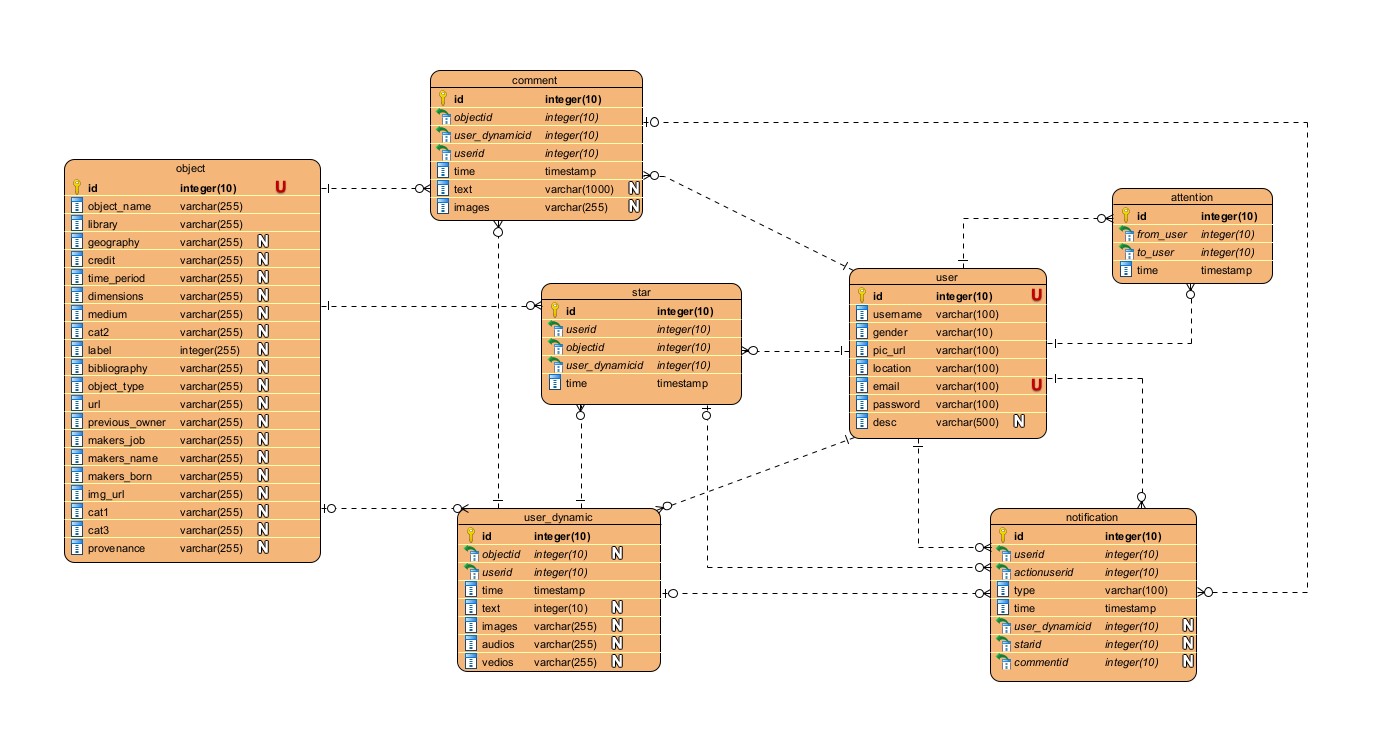 comment
id integer(10)
objectid integer(10)
user_dynamicid integer(10)
userid integer(10)
time timestamp
text varchar(1000) N
images varchar(255) N
object
id integer(10) U
object_name varchar(255)
library varchar(255)
geography varchar(255) N
credit varchar(255) N
time_period varchar(255) N
dimensions varchar(255) N
medium varchar(255) N
cat2 varchar(255) N
label integer(255) N
bibliography varchar(255) N
object_type varchar(255) N
url varchar(255) N
previous_owner varchar(255) N
makers_job varchar(255) N
makers_name varchar(255) N
makers_born varchar(255) N
img_url varchar(255) N
cat1 varchar(255) N
cat3 varchar(255) N
provenance varchar(255) N
attention
id integer(10)
from_user integer(10)
to_user integer(10)
time timestamp
star
id integer(10)
userid integer(10)
objectid integer(10)
user_dynamicid integer(10)
time timestamp
user
id integer(10) U
username varchar(100)
gender varchar(10)
pic_url varchar(100)
location varchar(100)
email varchar(100) U
password varchar(100)
desc varchar(500) N
user_dynamic
id integer(10)
objectid integer(10) N
userid integer(10)
time timestamp
text integer(10) N
images varchar(255) N
audios varchar(255) N
vedios varchar(255) N
notification
id integer(10)
userid integer(10)
actionuserid integer(10)
type varchar(100)
time timestamp
user_dynamicid integer(10) N
starid integer(10) N
commentid integer(10) N